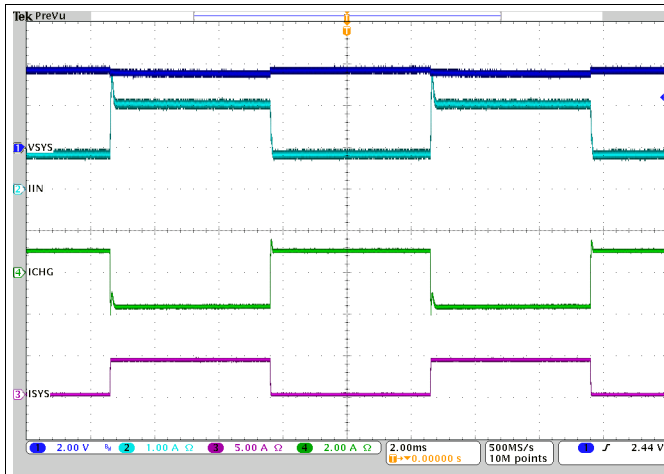 Tek PreVu
T
T
1 VSYS
2 IIN
4 ICHG
3 ISYS
1 2.00 V BW 2 1.00 A Ω 3 5.00 A Ω 4 2.00 A Ω
2.00ms
T→▼0.00000 s
500MS/s
10M points
1 ∫ 2.44 V